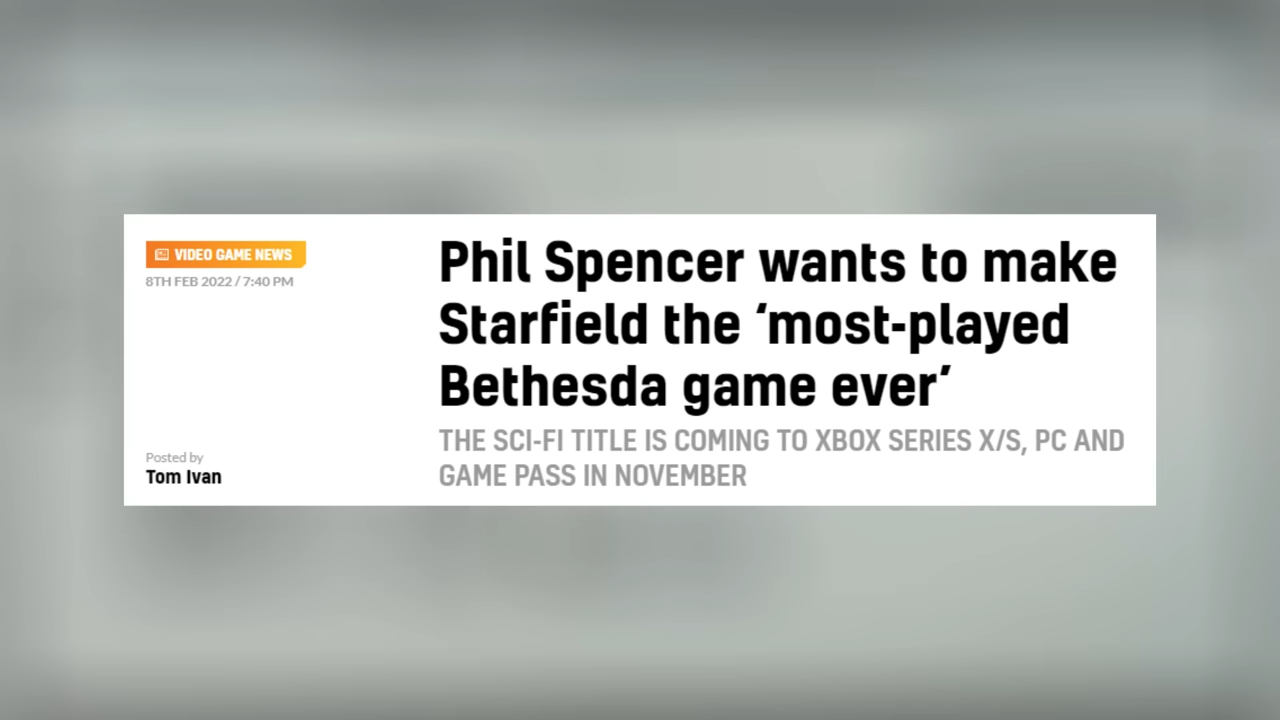 VIDEO GAME NEWS
8TH FEB 2022 / 7:40 PM
Phil Spencer wants to make
Starfield the ‘most-played
Bethesda game ever’
THE SCI-FI TITLE IS COMING TO XBOX SERIES X/S, PC AND
GAME PASS IN NOVEMBER
Posted by
Tom Ivan